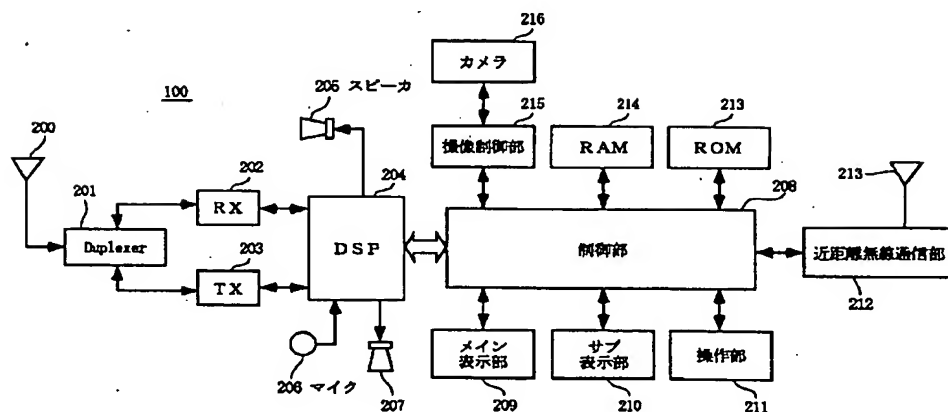 216
カメラ
205 スピーカ
100
215
214
213
200
撮像制御部
RAM
ROM
213
202
204
208
201
RX
Duplexer
203
DSP
制御部
近距離無線通信部
TX
212
メイン
表示部
サブ
表示部
操作部
206 マイク
207
209
210
211